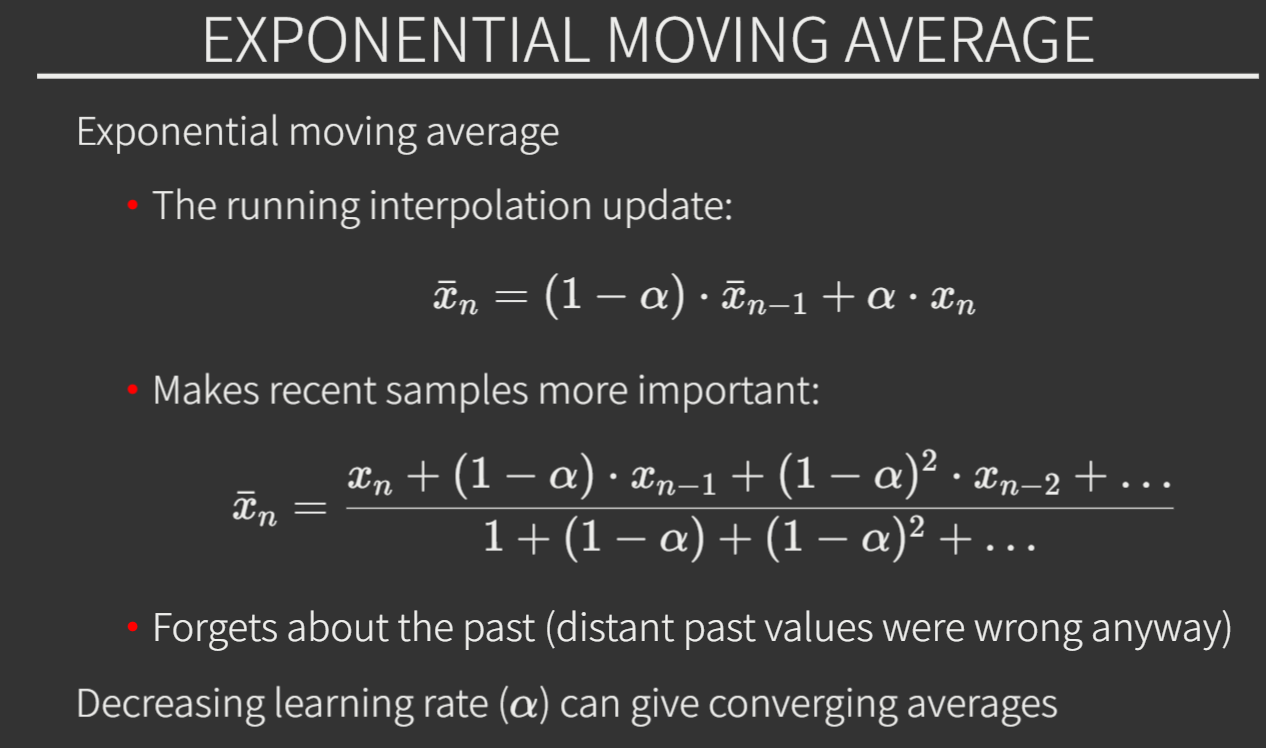 EXPONENTIAL MOVING AVERAGE
Exponential moving average
• The running interpolation update:
x̄ₙ = (1 − α) · x̄ₙ₋₁ + α · xₙ
• Makes recent samples more important:
x̄ₙ = \frac{xₙ + (1 − α) · xₙ₋₁ + (1 − α)² · xₙ₋₂ + …}{1 + (1 − α) + (1 − α)² + …}
• Forgets about the past (distant past values were wrong anyway)
Decreasing learning rate (α) can give converging averages